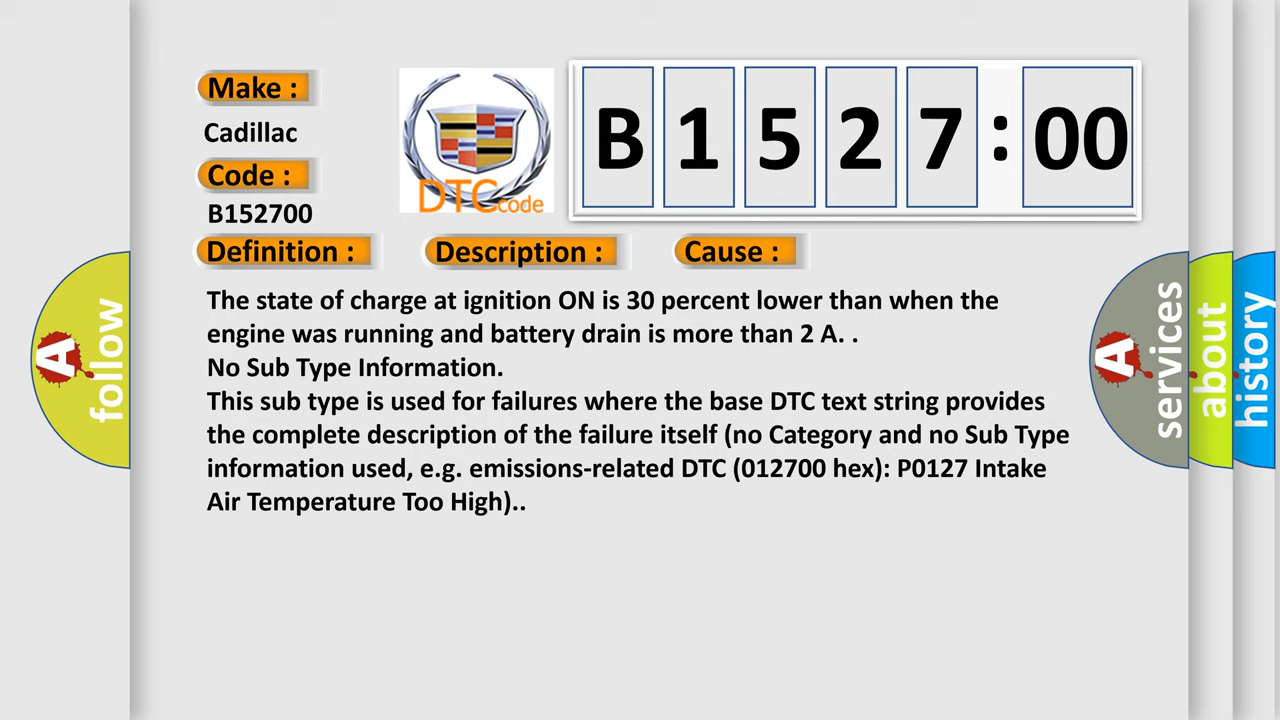 Make :
Cadillac
Code :
B152700
DTCcode
B1527:00
Definition :
Description :
Cause :
The state of charge at ignition ON is 30 percent lower than when the
engine was running and battery drain is more than 2 A. .
No Sub Type Information.
This sub type is used for failures where the base DTC text string provides
the complete description of the failure itself (no Category and no Sub Type
information used, e.g. emissions-related DTC (012700 hex): P0127 Intake
Air Temperature Too High)..
A follow
A services
about
history